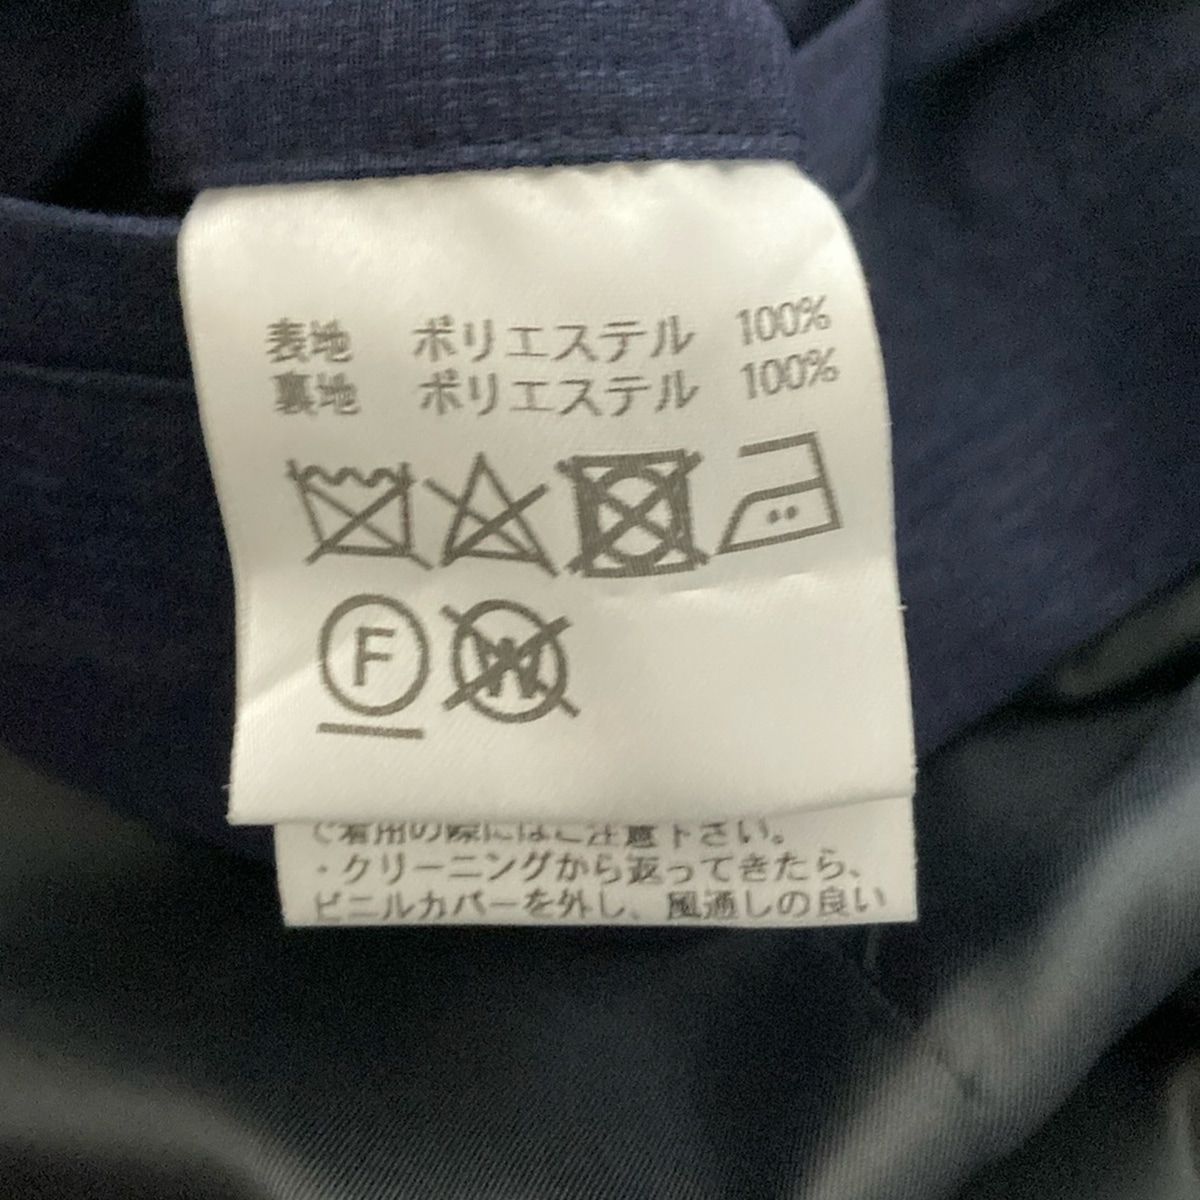 表地 ポリエステル 100%
裏地 ポリエステル 100%
F W
で着用の際にはご注意下さい。
・クリーニングから返ってきたら、
ビニルカバーを外し、風通しの良い